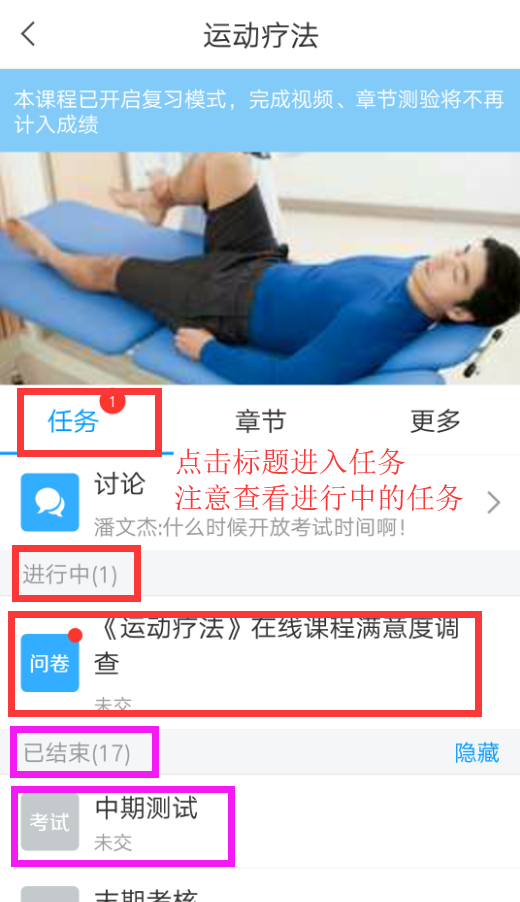 运动疗法
本课程已开启复习模式，完成视频、章节测验将不再
计入成绩
任务
1
章节
更多
点击标题进入任务
讨论
注意查看进行中的任务
潘文杰:什么时候开放考试时间啊!
进行中(1)
《运动疗法》在线课程满意度调
查
问卷
未交
已结束(17)
隐藏
考试
中期测试
未交
末期考核